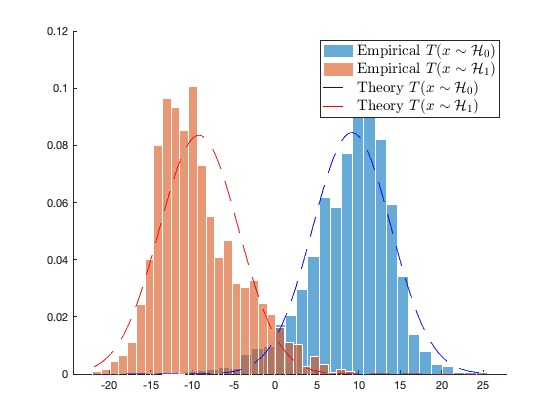 0.12
0.1
0.08
0.06
0.04
0.02
0
-20 -15 -10 -5 0 5 10 15 20 25
Empirical T(x ∼ ℋ₀)
Empirical T(x ∼ ℋ₁)
Theory T(x ∼ ℋ₀)
Theory T(x ∼ ℋ₁)